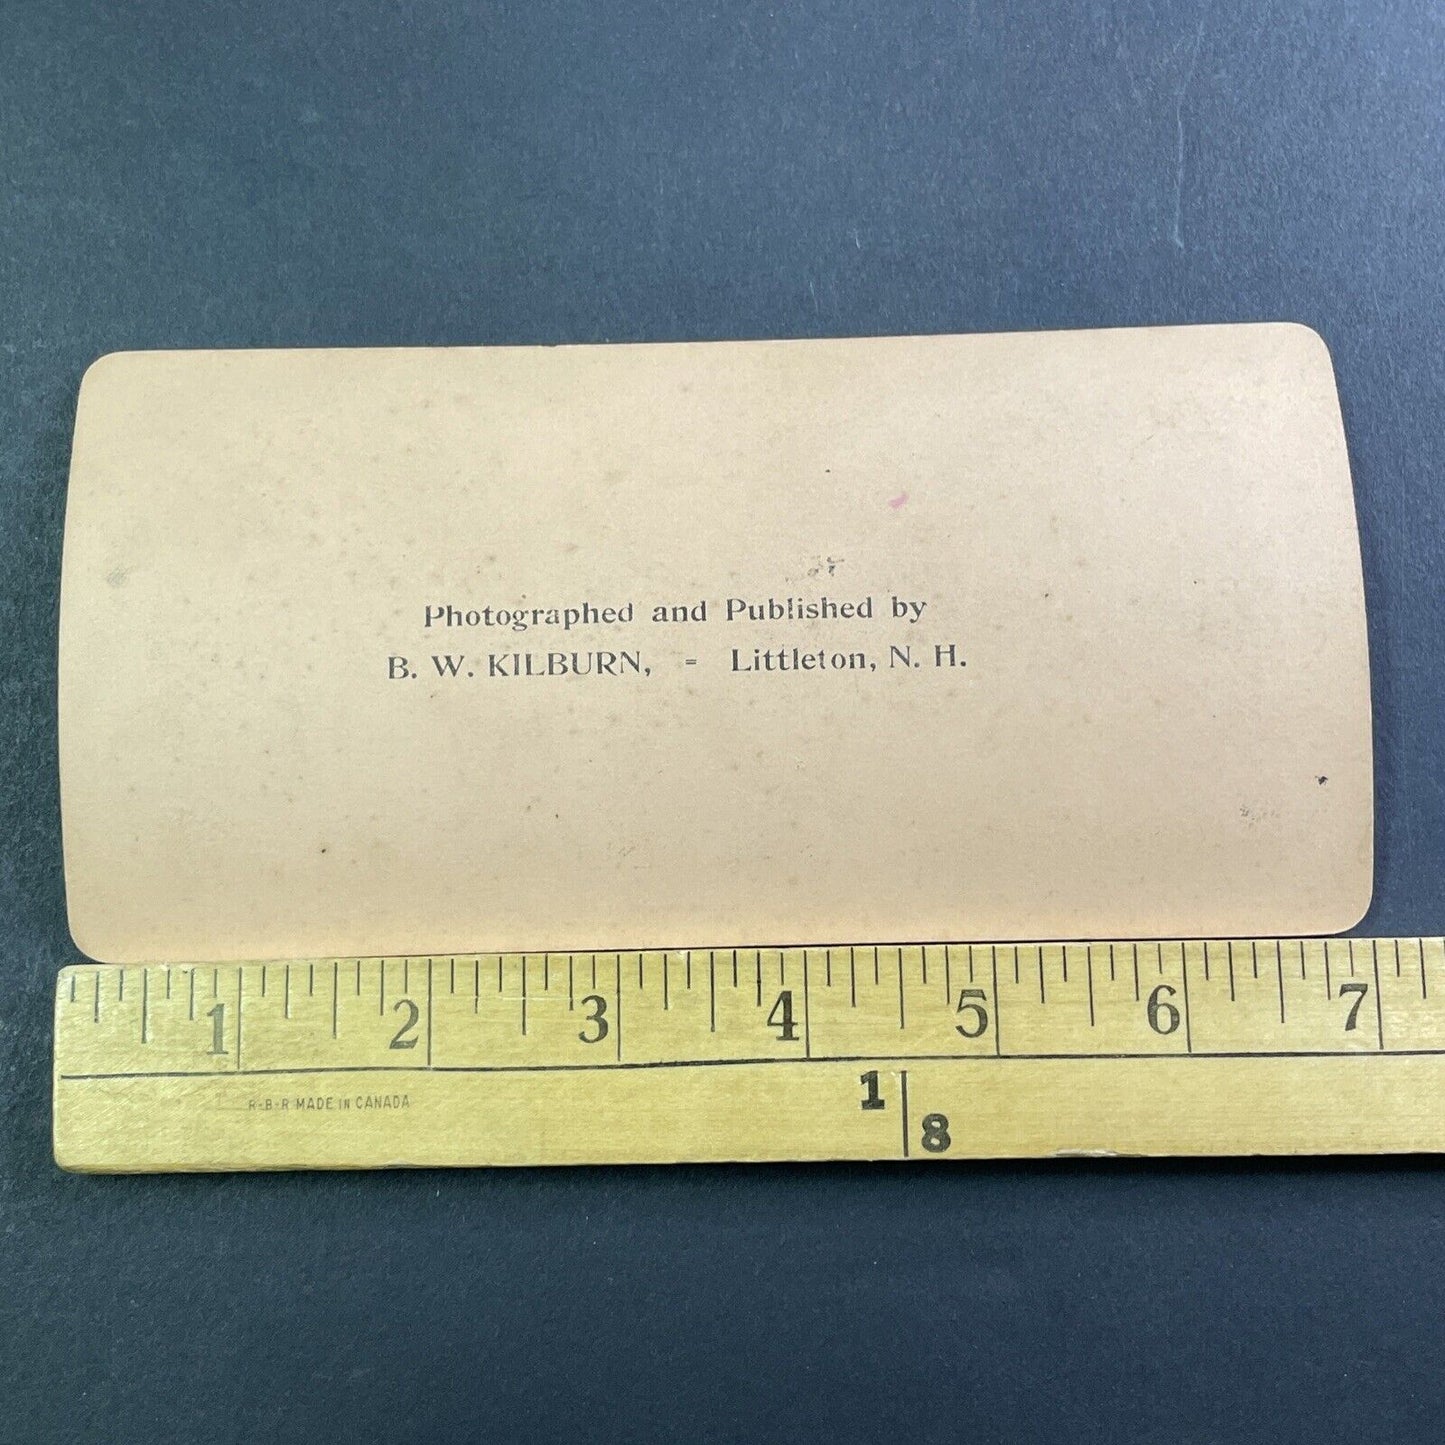 Photographed and Published by
B. W. KILBURN, = Littleton, N. H.
1 2 3 4 5 6 7
R-B-R MADE IN CANADA
1
8